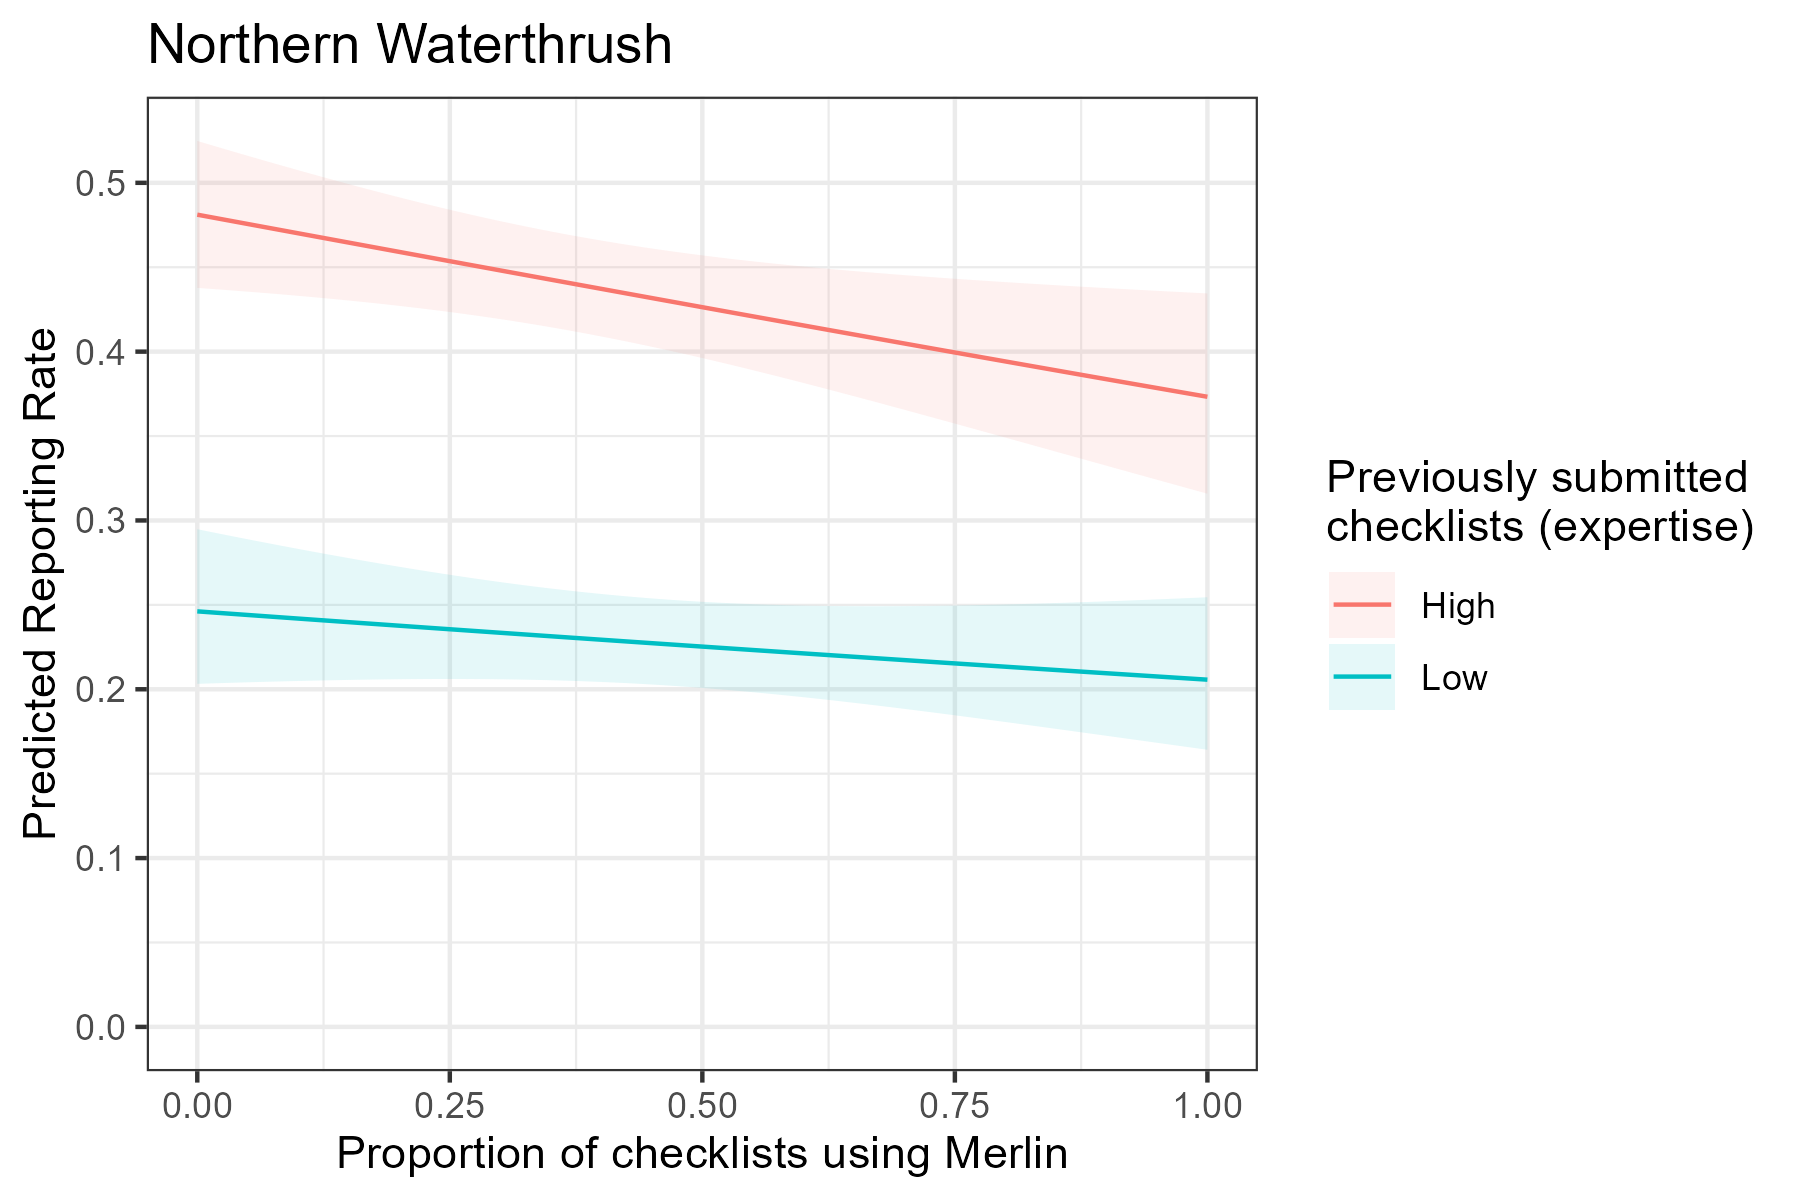 Northern Waterthrush
Predicted Reporting Rate
0.5
0.4
0.3
0.2
0.1
0.0
0.00 0.25 0.50 0.75 1.00
Proportion of checklists using Merlin
Previously submitted
checklists (expertise)
High
Low